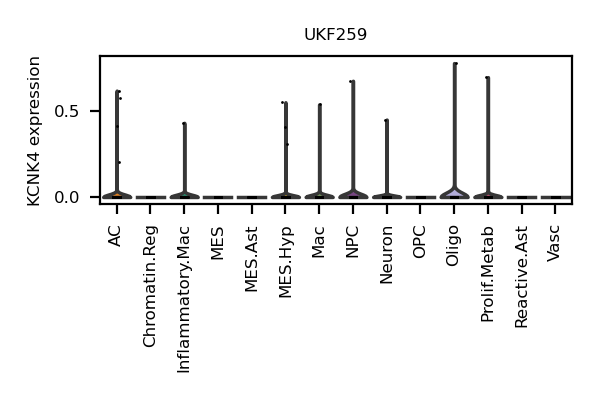 UKF259
KCNK4 expression
0.5
0.0
AC
Chromatin.Reg
Inflammatory.Mac
MES
MES.Ast
MES.Hyp
Mac
NPC
Neuron
OPC
Oligo
Prolif.Metab
Reactive.Ast
Vasc